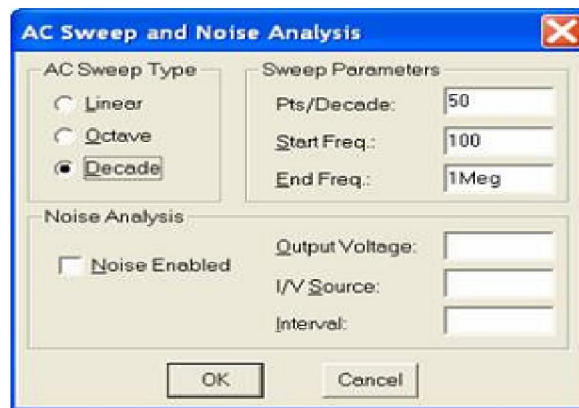 AC Sweep and Noise Analysis
AC Sweep Type
Linear
Octave
Decade
Sweep Parameters
Pts/Decade: 50
Start Freq.: 100
End Freq.: 1Meg
Noise Analysis
Noise Enabled
Output Voltage:
I/V Source:
Interval:
OK Cancel